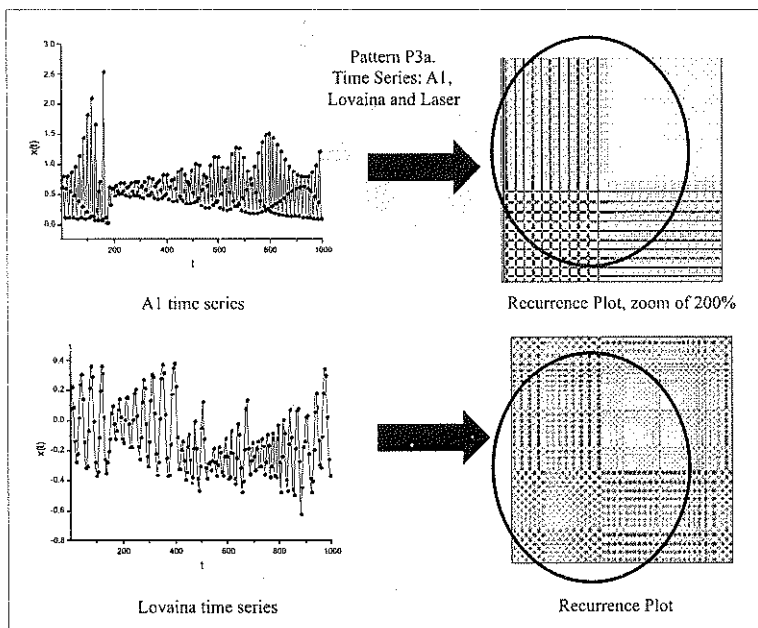 3.0
2.5
2.0
1.5
1.0
0.5
0.0
x(t)
200
400
600
800
1000
t
A1 time series
Pattern P3a.
Time Series: A1,
Lovaina and Laser
Recurrence Plot, zoom of 200%
0.4
0.2
0.0
-0.2
-0.4
-0.6
-0.8
x(t)
200
400
600
800
1000
t
Lovaina time series
Recurrence Plot